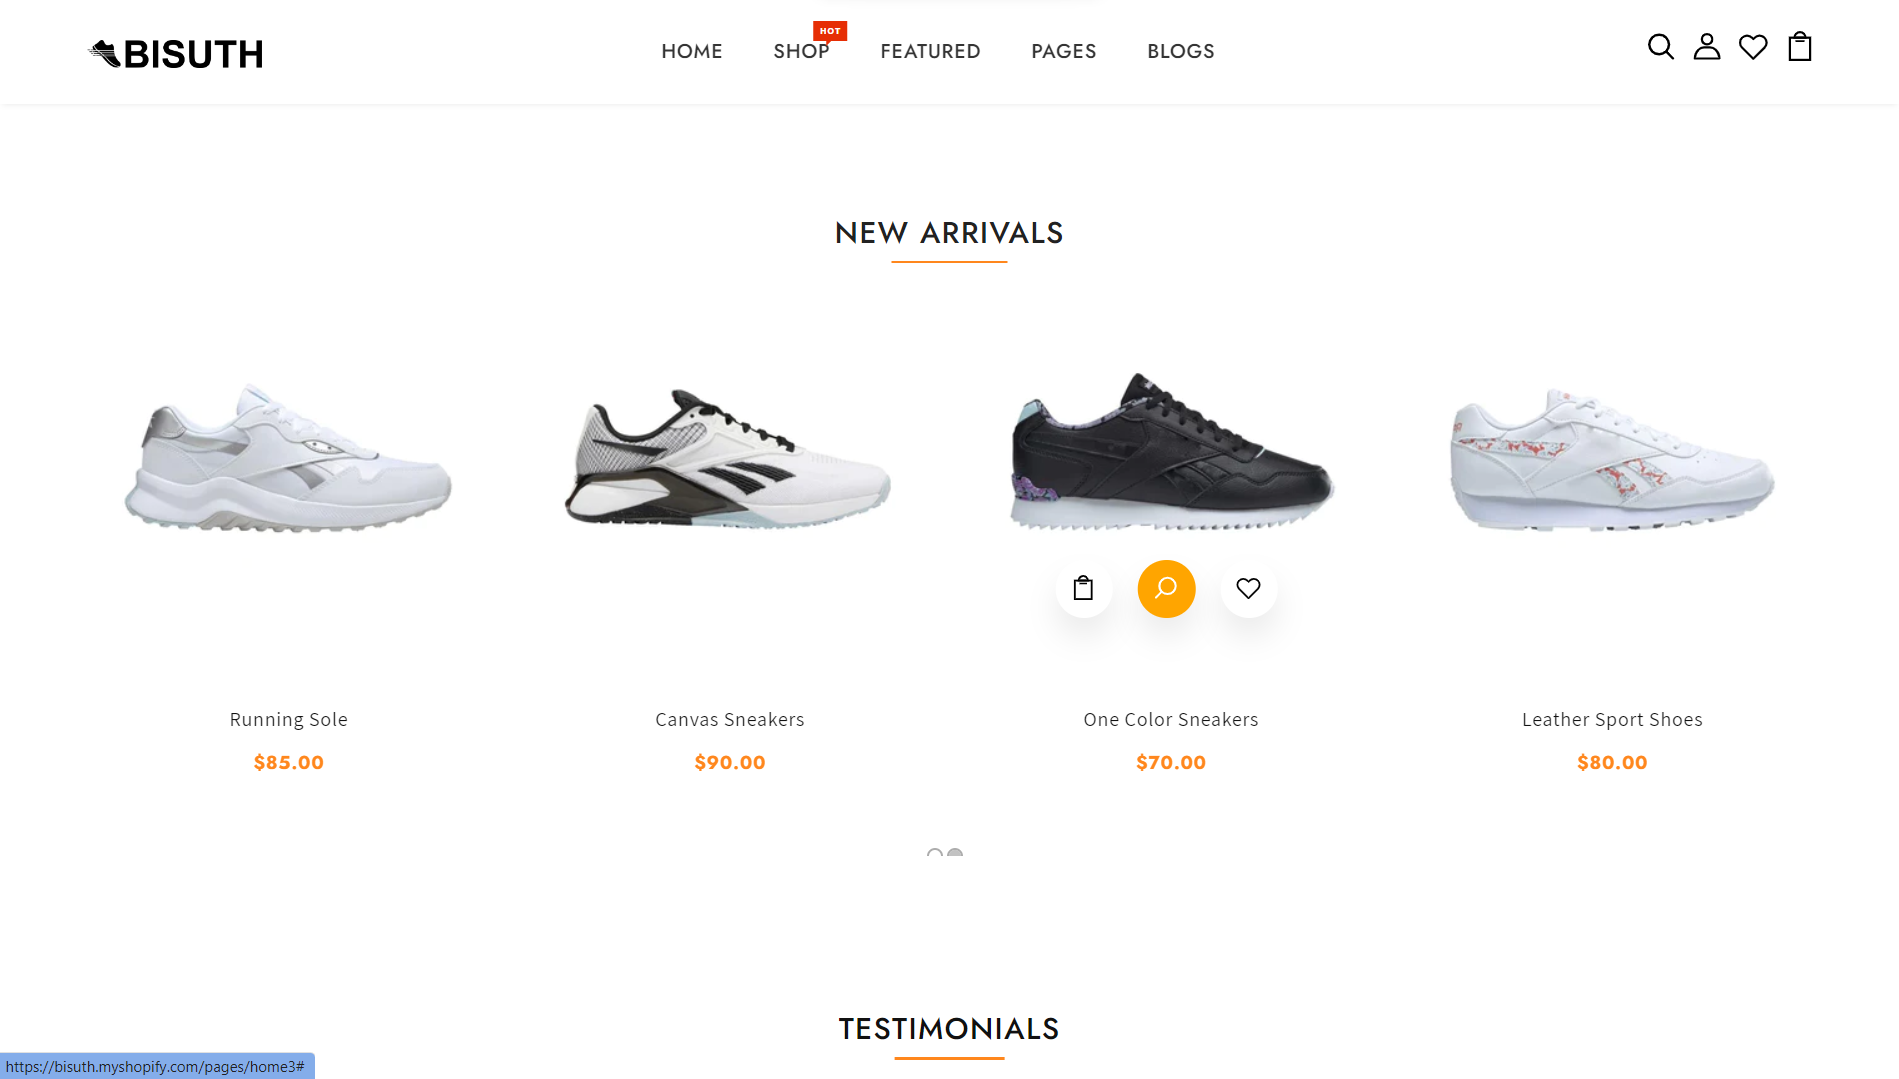 BISUTH
HOME
SHOP
HOT
FEATURED
PAGES
BLOGS
NEW ARRIVALS
Running Sole
$85.00
Canvas Sneakers
$90.00
One Color Sneakers
$70.00
Leather Sport Shoes
$80.00
TESTIMONIALS
https://bisuth.myshopify.com/pages/home3#